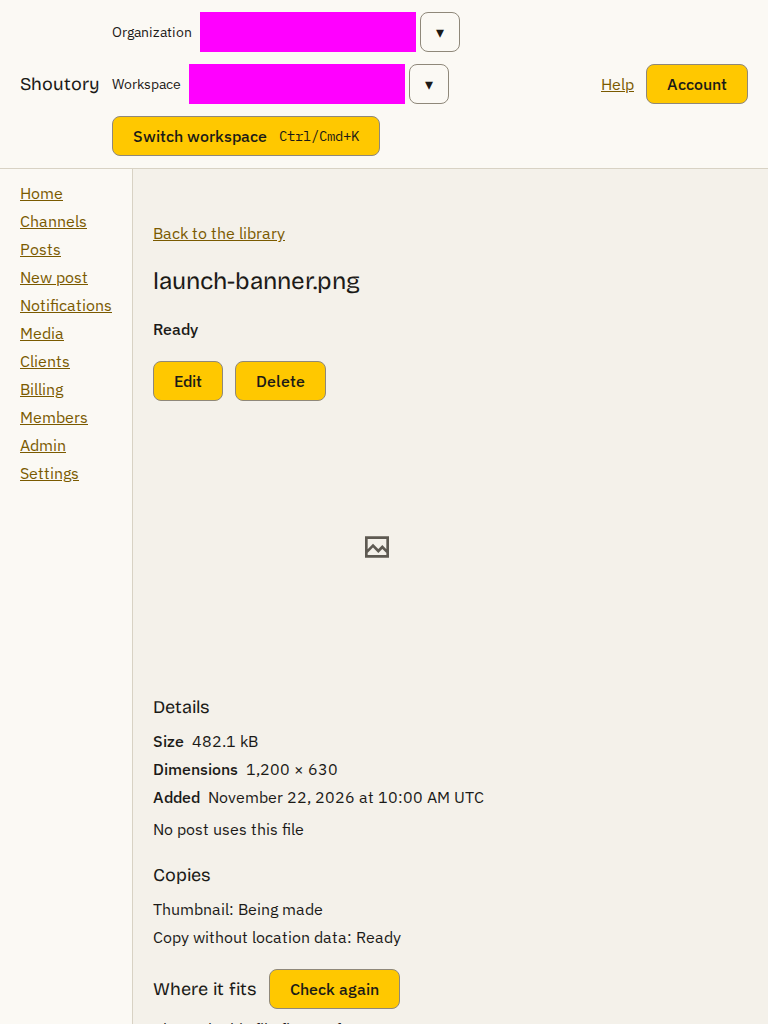 Organization ▼
Shoutory Workspace ▼ Help Account
Switch workspace Ctrl/Cmd+K
Home
Channels
Posts
New post
Notifications
Media
Clients
Billing
Members
Admin
Settings
Back to the library
launch-banner.png
Ready
Edit Delete
Details
Size 482.1 kB
Dimensions 1,200 × 630
Added November 22, 2026 at 10:00 AM UTC
No post uses this file
Copies
Thumbnail: Being made
Copy without location data: Ready
Where it fits Check again